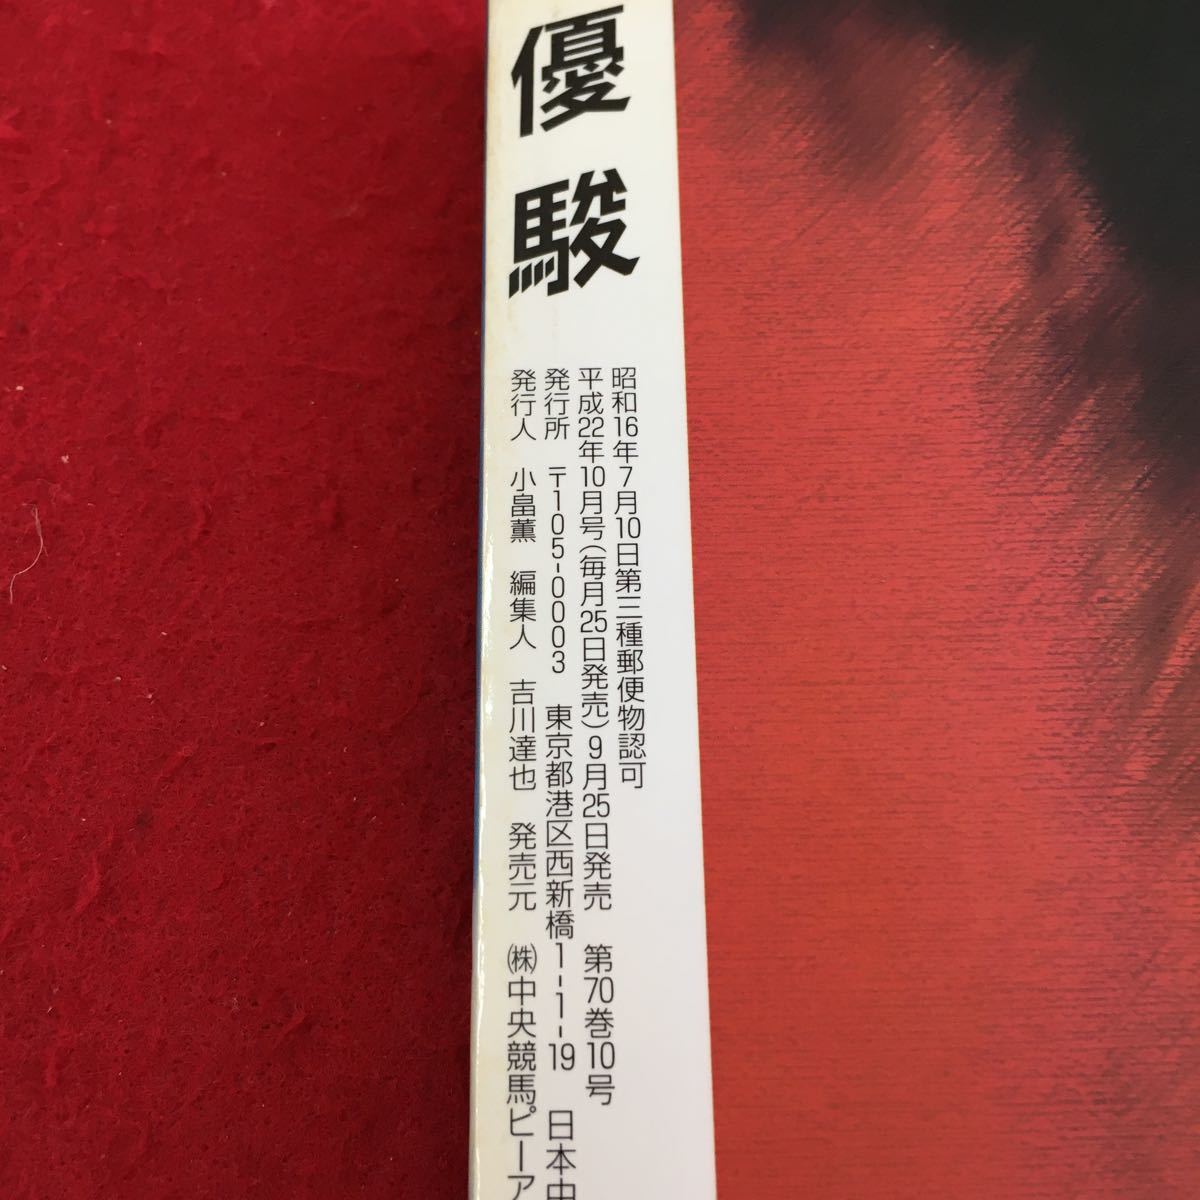 優駿
昭和16年7月10日第三種郵便物認可
平成22年10月号(毎月25日発売)9月25日発売 第70巻10号
発行所 〒105-0003 東京都港区西新橋1-1-19 日本中
発行人 小畠薫 編集人 吉川達也 発売元 ㈱中央競馬ピーア